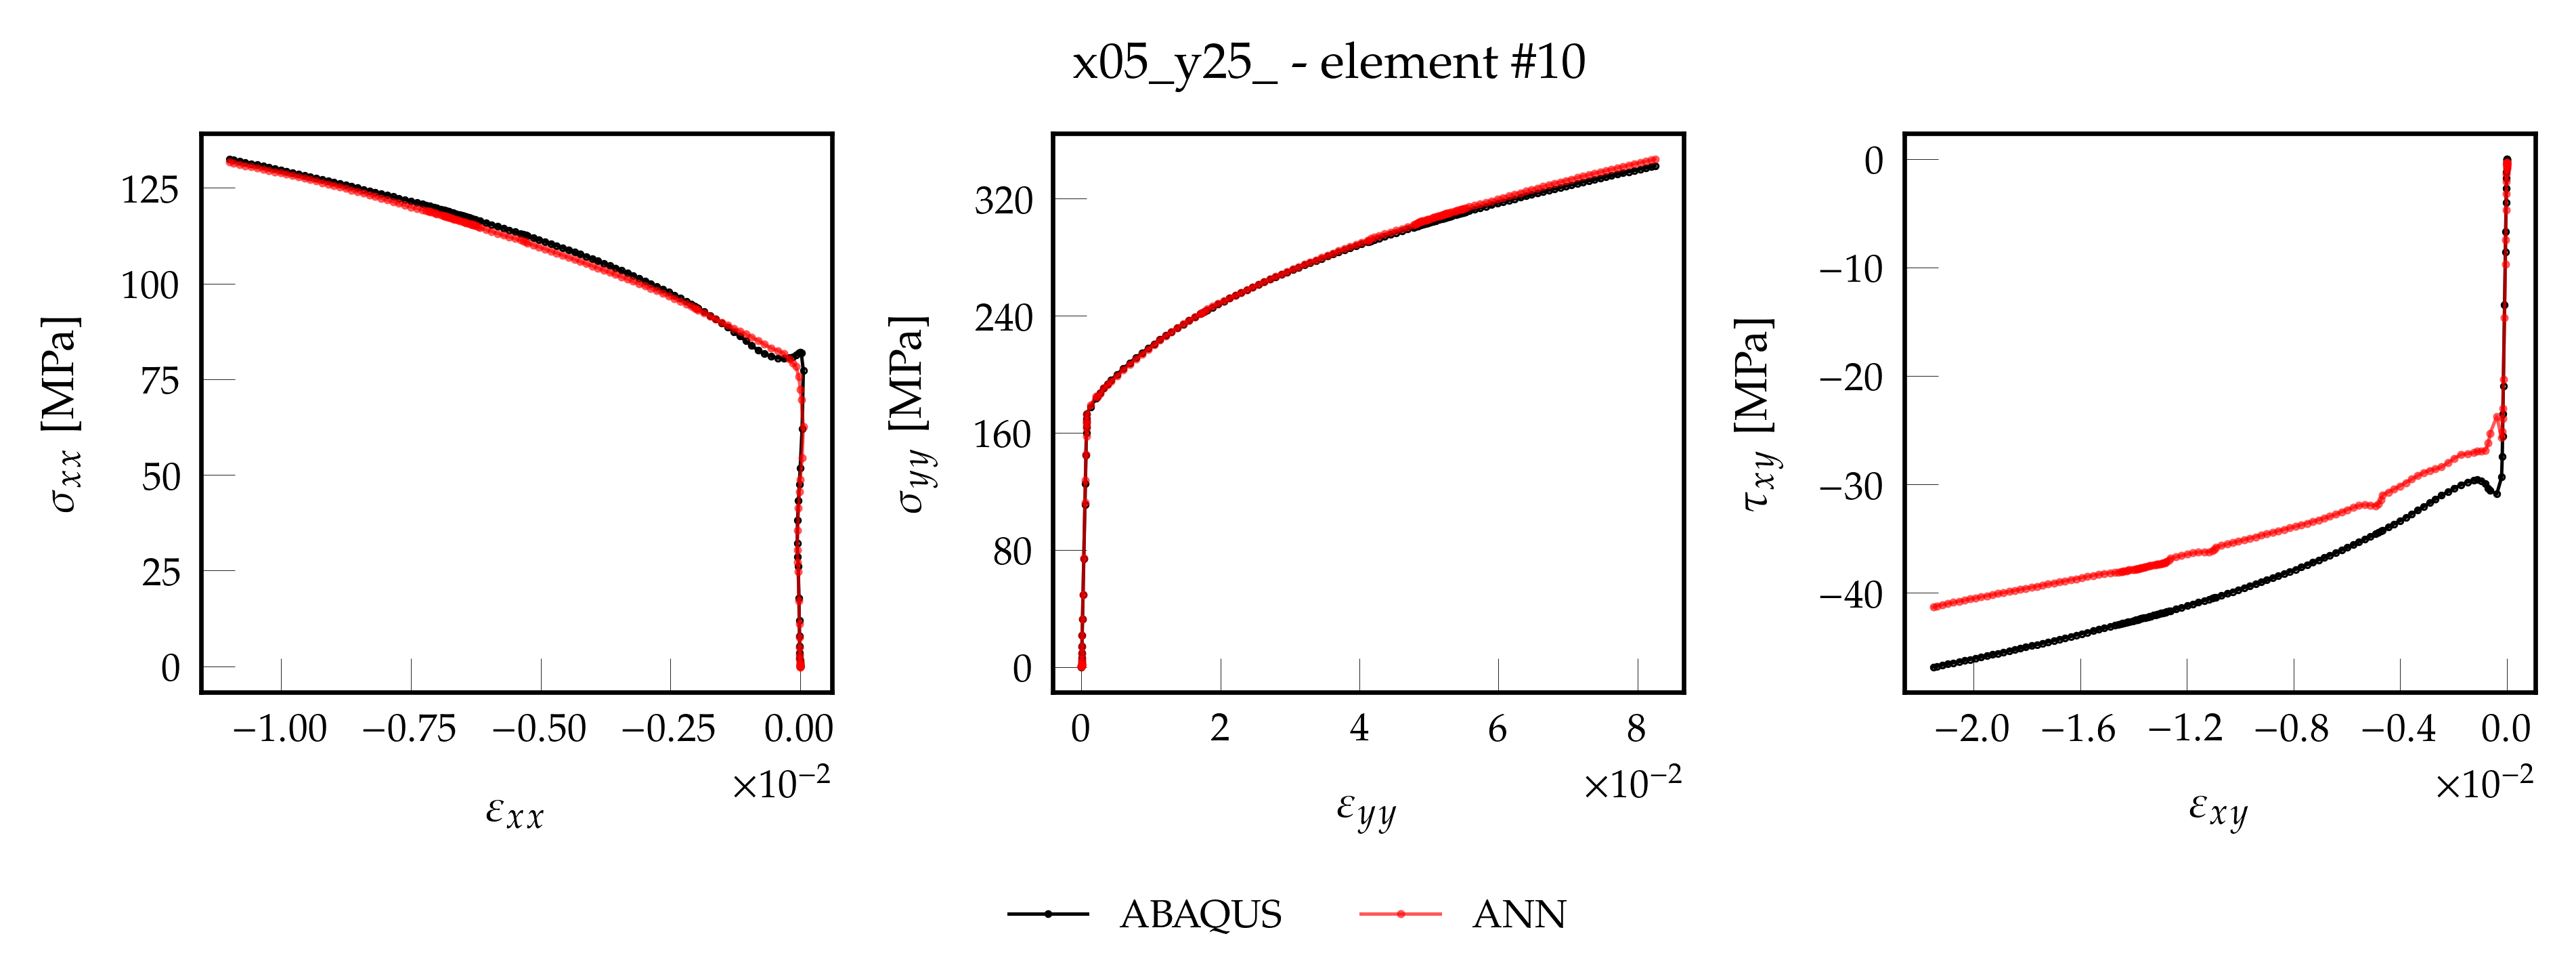 x05_y25_ - element #10
125
100
75
50
25
0
σxx [MPa]
−1.00 −0.75 −0.50 −0.25 0.00
×10−2
εxx
320
240
160
80
0
σyy [MPa]
0 2 4 6 8
×10−2
εyy
0
−10
−20
−30
−40
τxy [MPa]
−2.0 −1.6 −1.2 −0.8 −0.4 0.0
×10−2
εxy
ABAQUS ANN